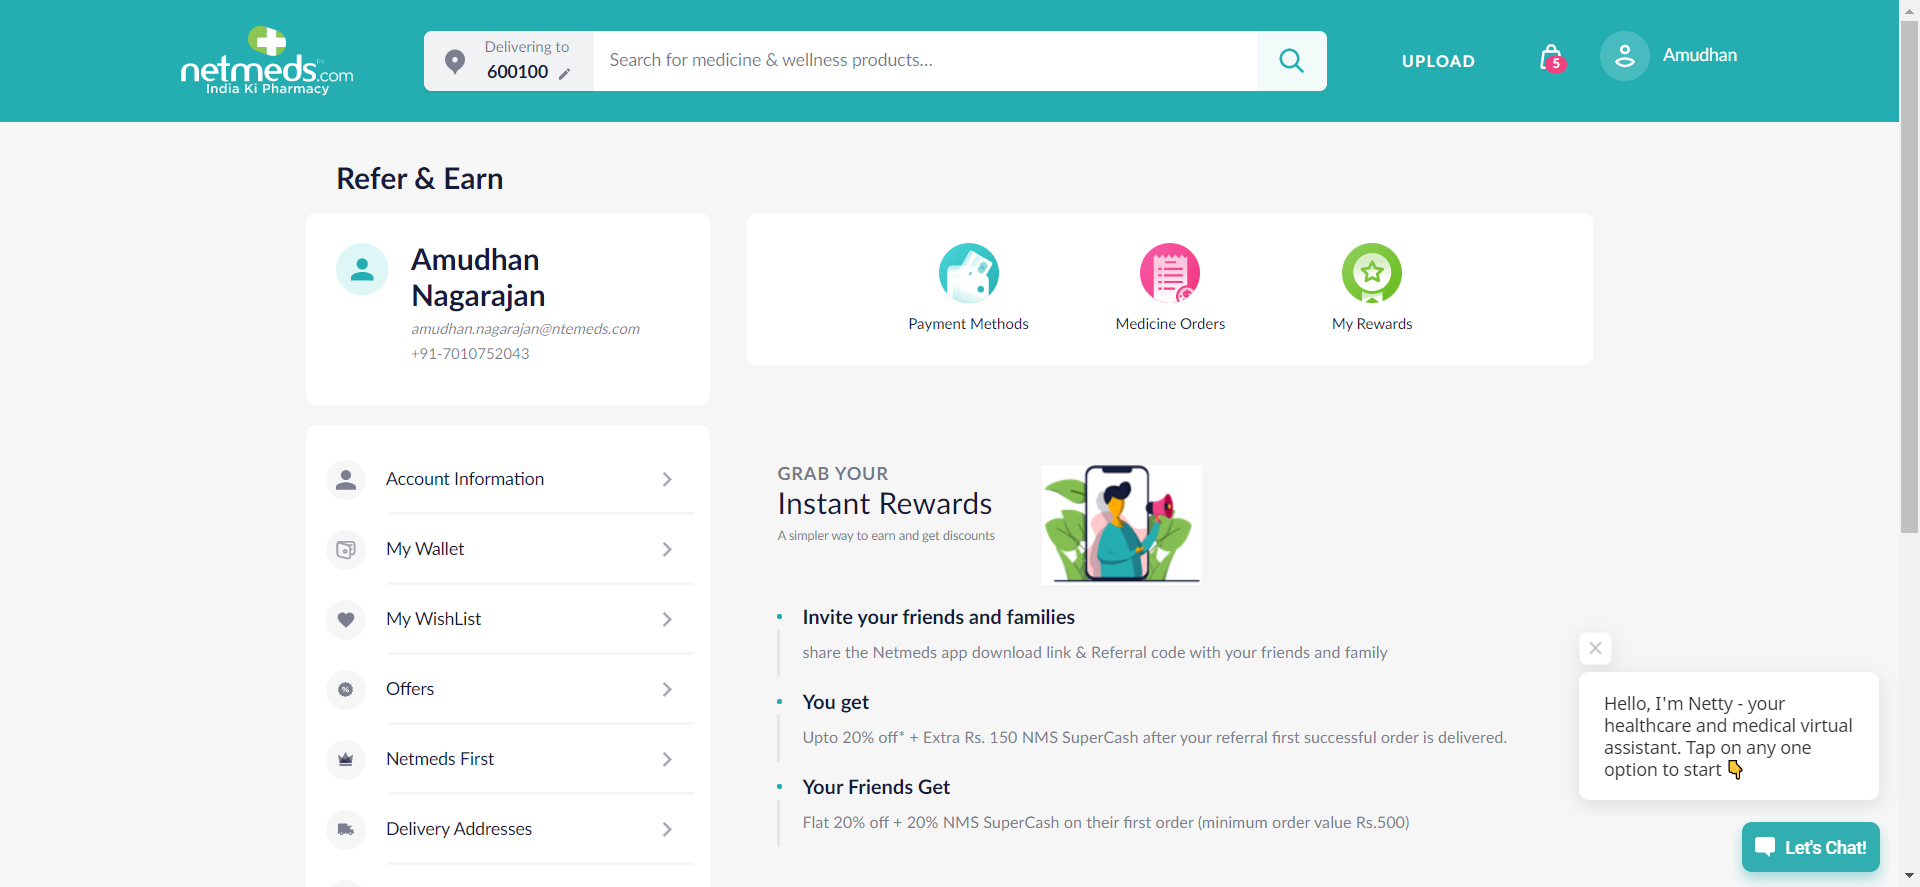 netmeds.com
India Ki Pharmacy
Delivering to
600100
Search for medicine & wellness products...
UPLOAD
5
Amudhan
Refer & Earn
Amudhan
Nagarajan
amudhan.nagarajan@ntemeds.com
+91-7010752043
Payment Methods
Medicine Orders
My Rewards
Account Information
My Wallet
My WishList
Offers
Netmeds First
Delivery Addresses
GRAB YOUR
Instant Rewards
A simpler way to earn and get discounts
Invite your friends and families
share the Netmeds app download link & Referral code with your friends and family
You get
Upto 20% off* + Extra Rs. 150 NMS SuperCash after your referral first successful order is delivered.
Your Friends Get
Flat 20% off + 20% NMS SuperCash on their first order (minimum order value Rs.500)
Hello, I'm Netty - your
healthcare and medical virtual
assistant. Tap on any one
option to start 👇
Let's Chat!